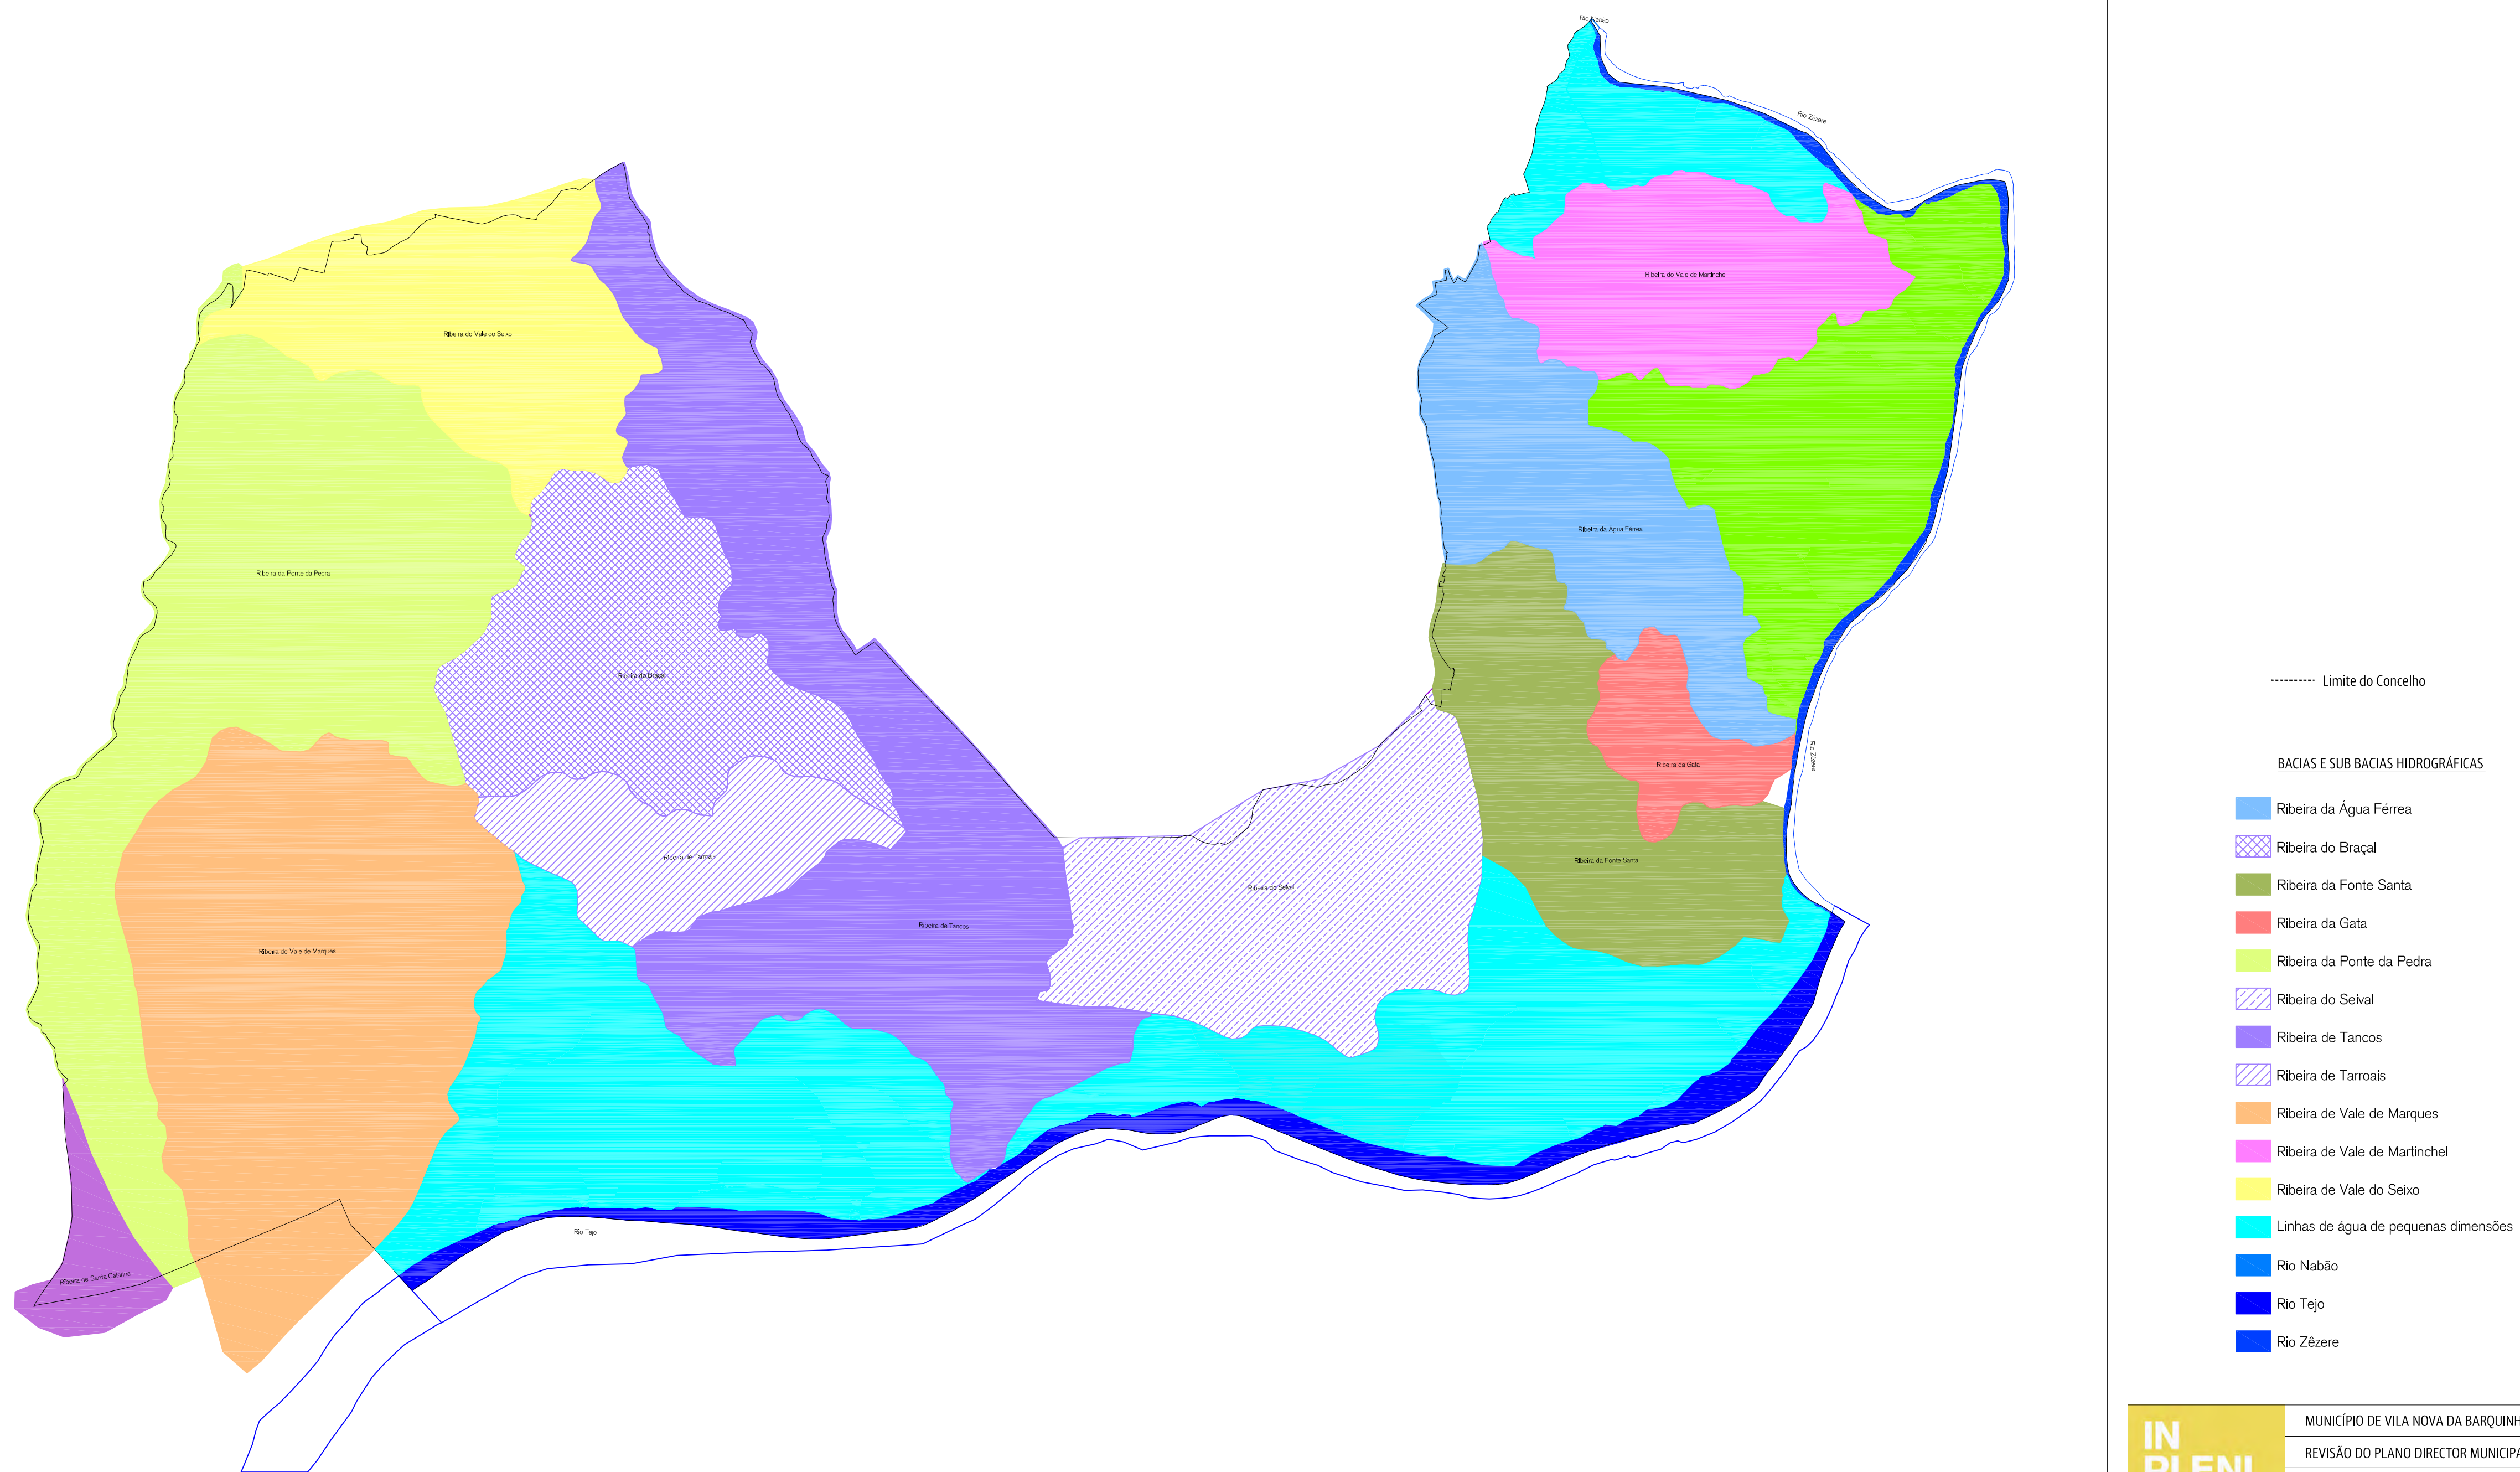 Rio Nabão
Rio Zêzere
Ribeira do Vale de Martinchel
Ribeira do Vale do Seixo
Ribeira da Água Férrea
Ribeira da Ponte da Pedra
Ribeira do Braçal
Rio Zêzere
Ribeira da Gata
Ribeira de Tarroais
Ribeira da Fonte Santa
Ribeira do Seival
Ribeira de Tancos
Ribeira de Vale de Marques
Rio Tejo
Ribeira de Santa Catarina
Limite do Concelho
BACIAS E SUB BACIAS HIDROGRÁFICAS
Ribeira da Água Férrea
Ribeira do Braçal
Ribeira da Fonte Santa
Ribeira da Gata
Ribeira da Ponte da Pedra
Ribeira do Seival
Ribeira de Tancos
Ribeira de Tarroais
Ribeira de Vale de Marques
Ribeira de Vale de Martinchel
Ribeira de Vale do Seixo
Linhas de água de pequenas dimensões
Rio Nabão
Rio Tejo
Rio Zêzere
IN
PLENI
MUNICÍPIO DE VILA NOVA DA BARQUINH
REVISÃO DO PLANO DIRECTOR MUNICIPA